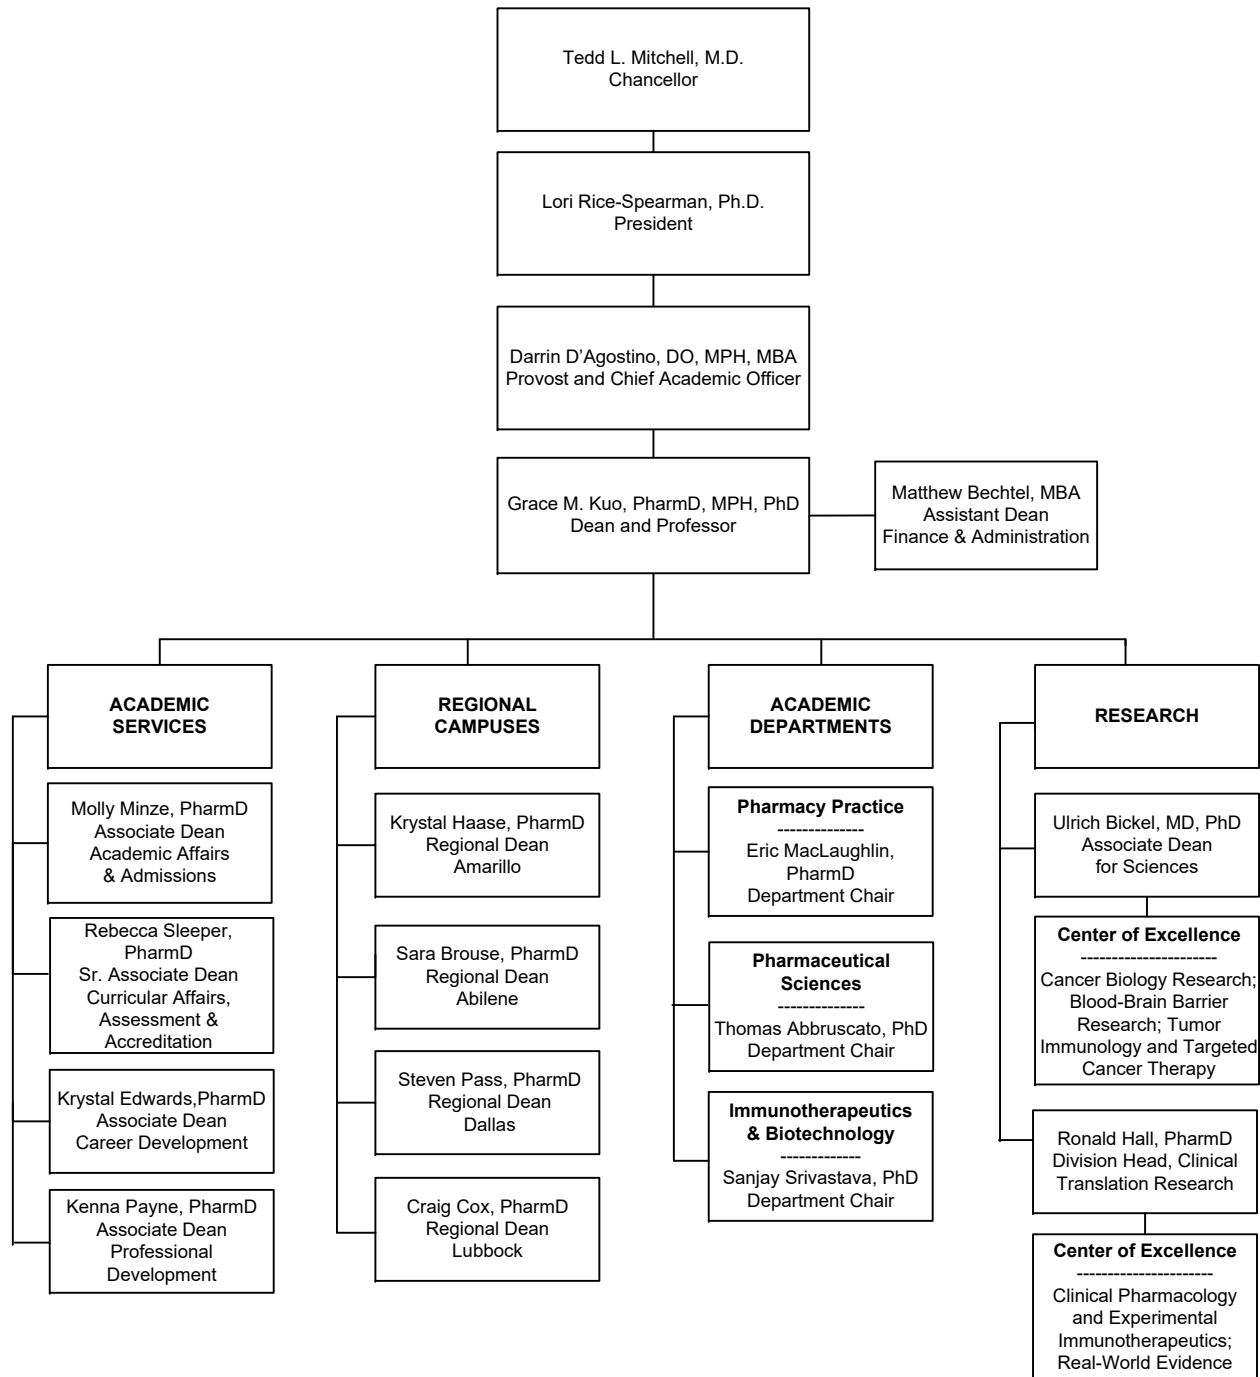 Tedd L. Mitchell, M.D.
Chancellor
Lori Rice-Spearman, Ph.D.
President
Darrin D’Agostino, DO, MPH, MBA
Provost and Chief Academic Officer
Grace M. Kuo, PharmD, MPH, PhD
Dean and Professor
Matthew Bechtel, MBA
Assistant Dean
Finance & Administration
ACADEMIC
SERVICES
Molly Minze, PharmD
Associate Dean
Academic Affairs
& Admissions
Rebecca Sleeper,
PharmD
Sr. Associate Dean
Curricular Affairs,
Assessment &
Accreditation
Krystal Edwards,PharmD
Associate Dean
Career Development
Kenna Payne, PharmD
Associate Dean
Professional
Development
REGIONAL
CAMPUSES
Krystal Haase, PharmD
Regional Dean
Amarillo
Sara Brouse, PharmD
Regional Dean
Abilene
Steven Pass, PharmD
Regional Dean
Dallas
Craig Cox, PharmD
Regional Dean
Lubbock
ACADEMIC
DEPARTMENTS
Pharmacy Practice
--------------
Eric MacLaughlin,
PharmD
Department Chair
Pharmaceutical
Sciences
--------------
Thomas Abbruscato, PhD
Department Chair
Immunotherapeutics
& Biotechnology
-------------
Sanjay Srivastava, PhD
Department Chair
RESEARCH
Ulrich Bickel, MD, PhD
Associate Dean
for Sciences
Center of Excellence
----------------------
Cancer Biology Research;
Blood-Brain Barrier
Research; Tumor
Immunology and Targeted
Cancer Therapy
Ronald Hall, PharmD
Division Head, Clinical
Translation Research
Center of Excellence
----------------------
Clinical Pharmacology
and Experimental
Immunotherapeutics;
Real-World Evidence